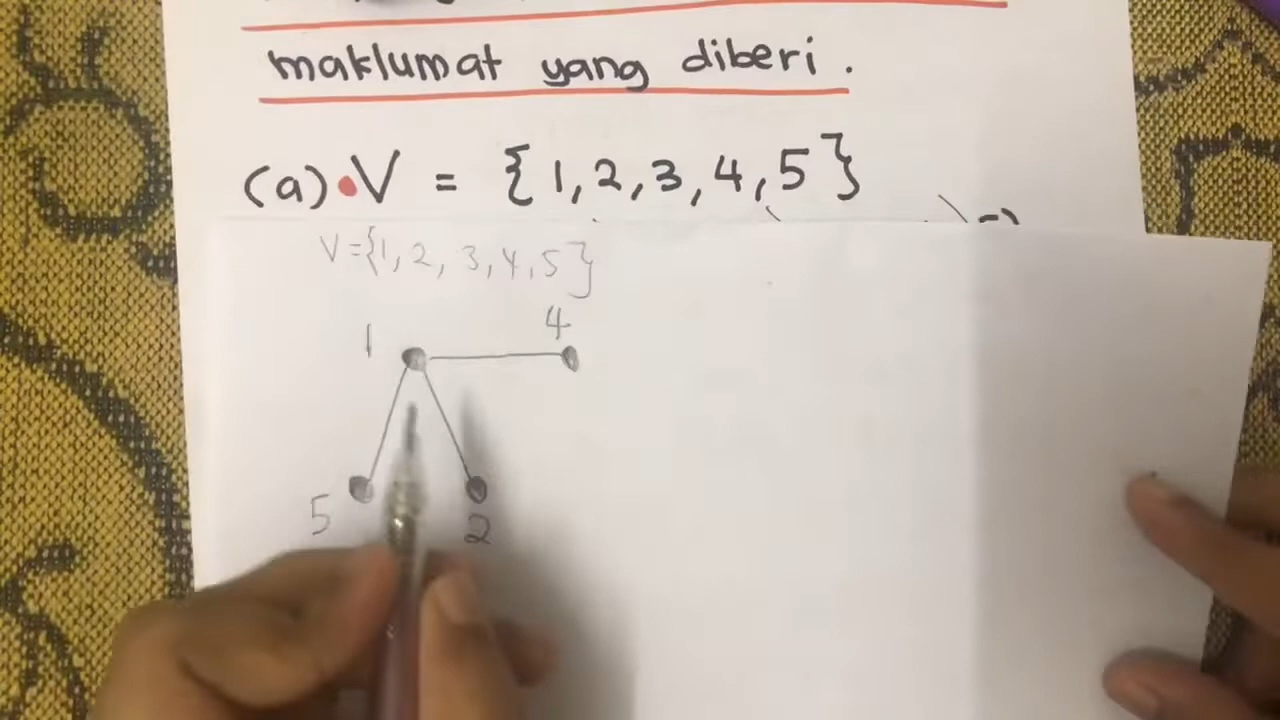 maklumat yang diberi.
(a) • V = {1, 2, 3, 4, 5}
V={1, 2, 3, 4, 5}
1
4
5
2